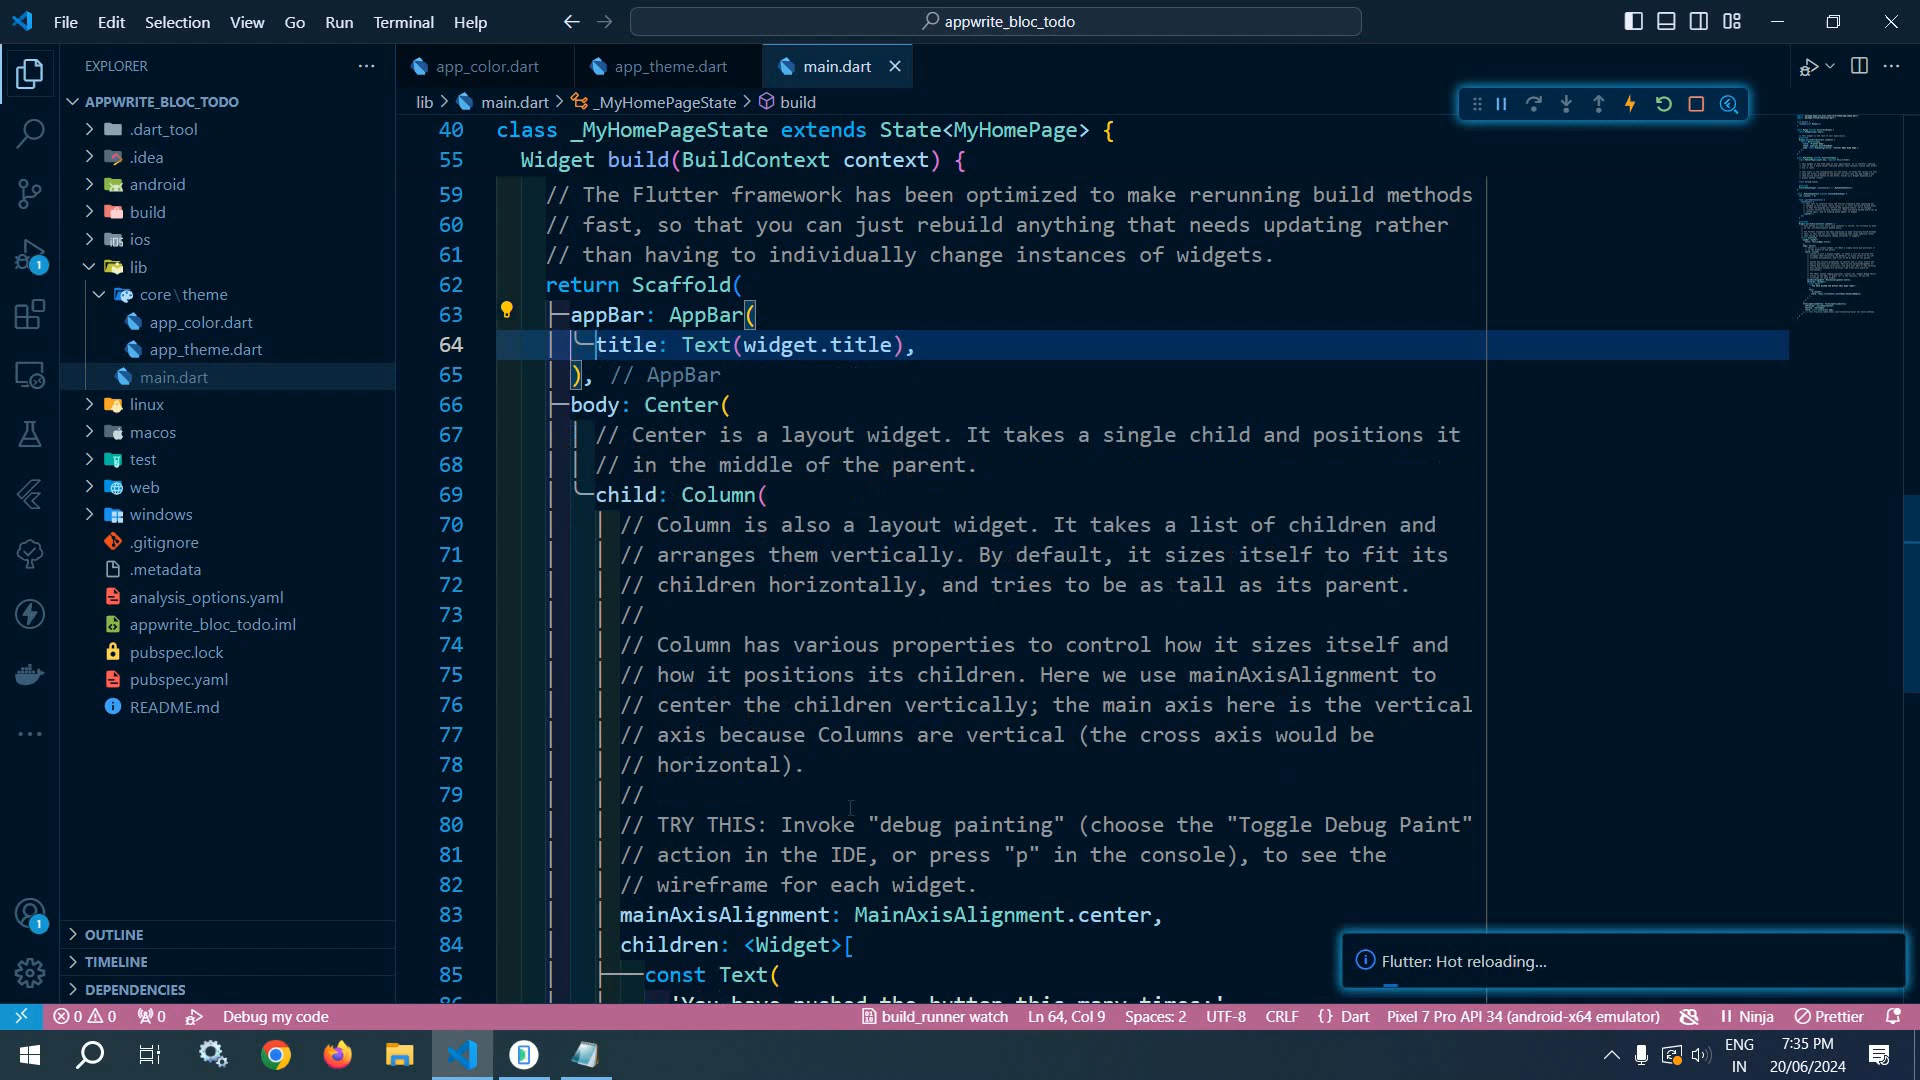 File Edit Selection View Go Run Terminal Help
appwrite_bloc_todo
EXPLORER
APPWRITE_BLOC_TODO
.dart_tool
.idea
android
build
ios
lib
core\theme
app_color.dart
app_theme.dart
main.dart
linux
macos
test
web
windows
.gitignore
.metadata
analysis_options.yaml
appwrite_bloc_todo.iml
pubspec.lock
pubspec.yaml
README.md
OUTLINE
TIMELINE
DEPENDENCIES
1
1
app_color.dart app_theme.dart main.dart
lib > main.dart > _MyHomePageState > build
40 class _MyHomePageState extends State<MyHomePage> {
55 Widget build(BuildContext context) {
59 // The Flutter framework has been optimized to make rerunning build methods
60 // fast, so that you can just rebuild anything that needs updating rather
61 // than having to individually change instances of widgets.
62 return Scaffold(
63 appBar: AppBar(
64 title: Text(widget.title),
65 ), // AppBar
66 body: Center(
67 // Center is a layout widget. It takes a single child and positions it
68 // in the middle of the parent.
69 child: Column(
70 // Column is also a layout widget. It takes a list of children and
71 // arranges them vertically. By default, it sizes itself to fit its
72 // children horizontally, and tries to be as tall as its parent.
73 //
74 // Column has various properties to control how it sizes itself and
75 // how it positions its children. Here we use mainAxisAlignment to
76 // center the children vertically; the main axis here is the vertical
77 // axis because Columns are vertical (the cross axis would be
78 // horizontal).
79 //
80 // TRY THIS: Invoke "debug painting" (choose the "Toggle Debug Paint"
81 // action in the IDE, or press "p" in the console), to see the
82 // wireframe for each widget.
83 mainAxisAlignment: MainAxisAlignment.center,
84 children: <Widget>[
85 const Text(
86 'You have pushed the button this many times:'
Flutter: Hot reloading...
0 0 0 Debug my code build_runner watch Ln 64, Col 9 Spaces: 2 UTF-8 CRLF {} Dart Pixel 7 Pro API 34 (android-x64 emulator) Ninja Prettier
ENG
IN
7:35 PM
20/06/2024